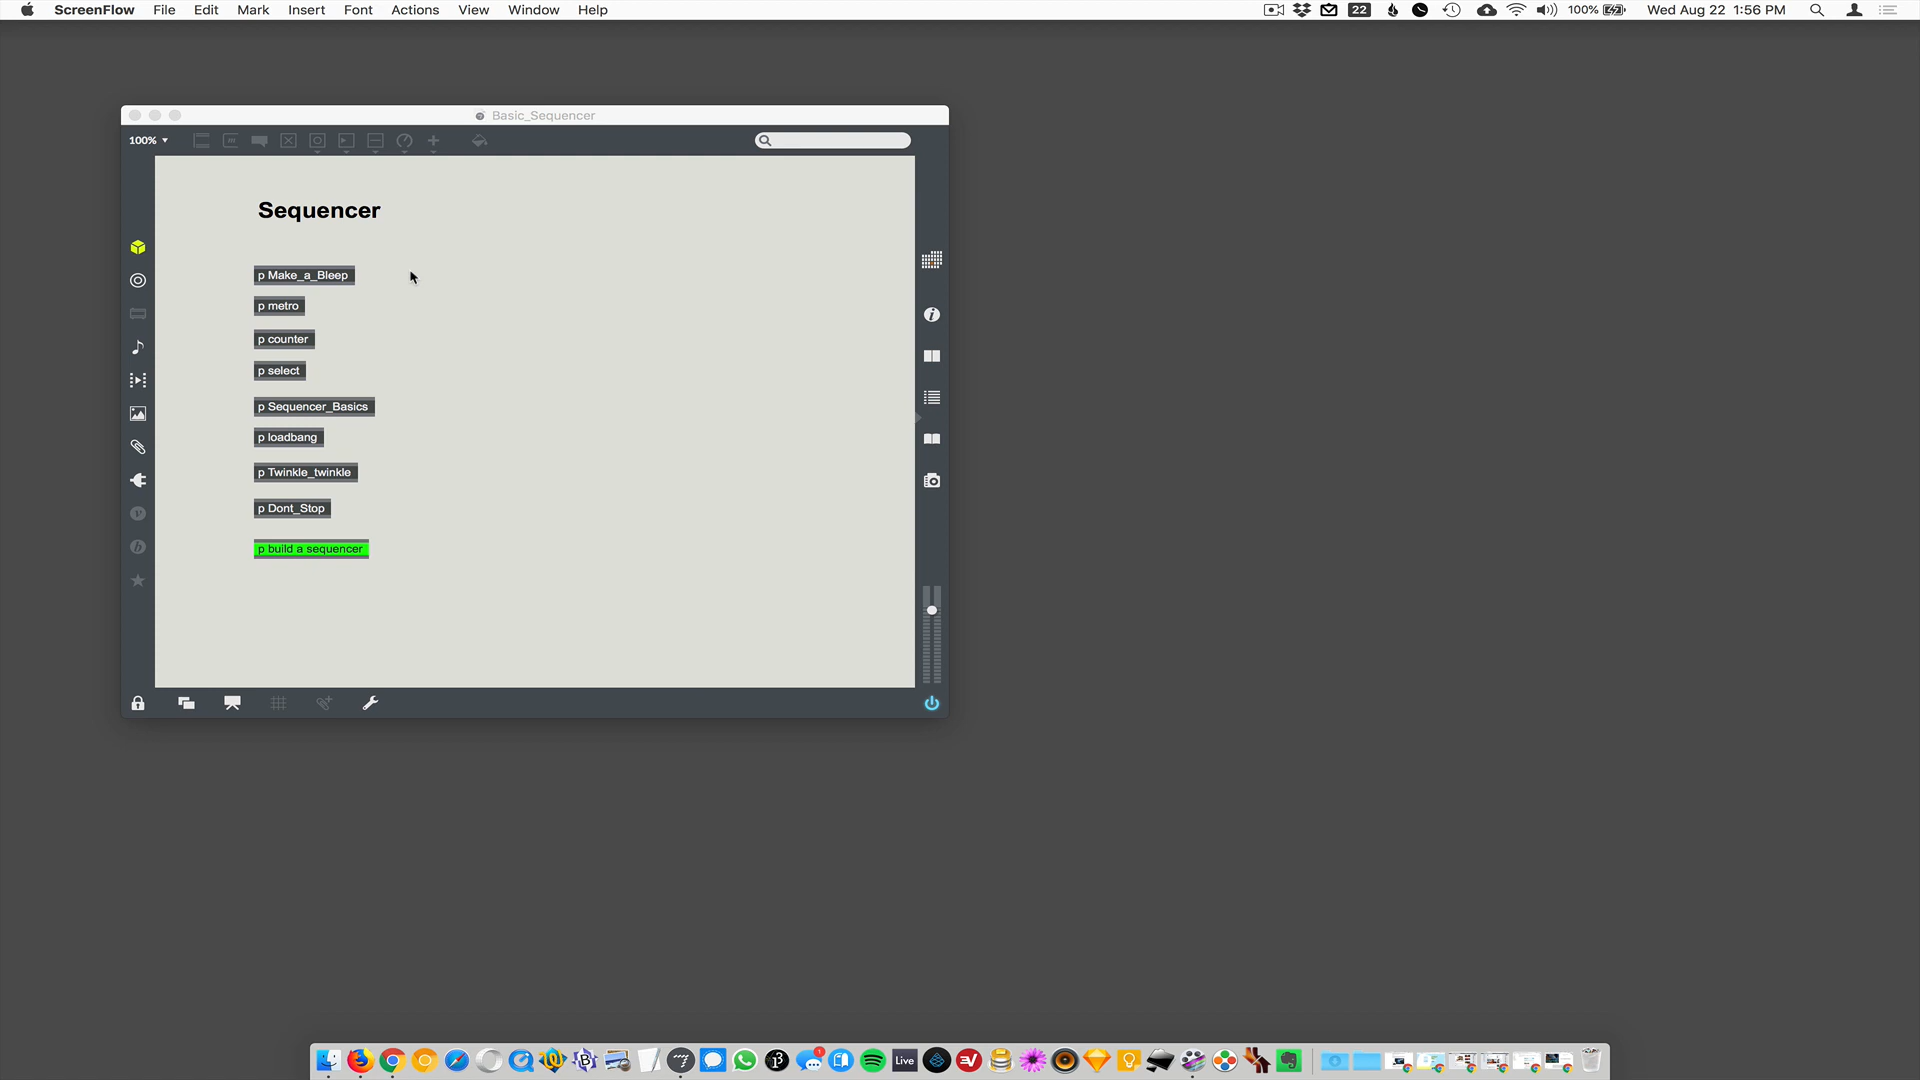 ScreenFlow File Edit Mark Insert Font Actions View Window Help 22 100% Wed Aug 22 1:56 PM
Basic_Sequencer
100%
Sequencer
p Make_a_Bleep
p metro
p counter
p select
p Sequencer_Basics
p loadbang
p Twinkle_twinkle
p Dont_Stop
p build a sequencer
Live